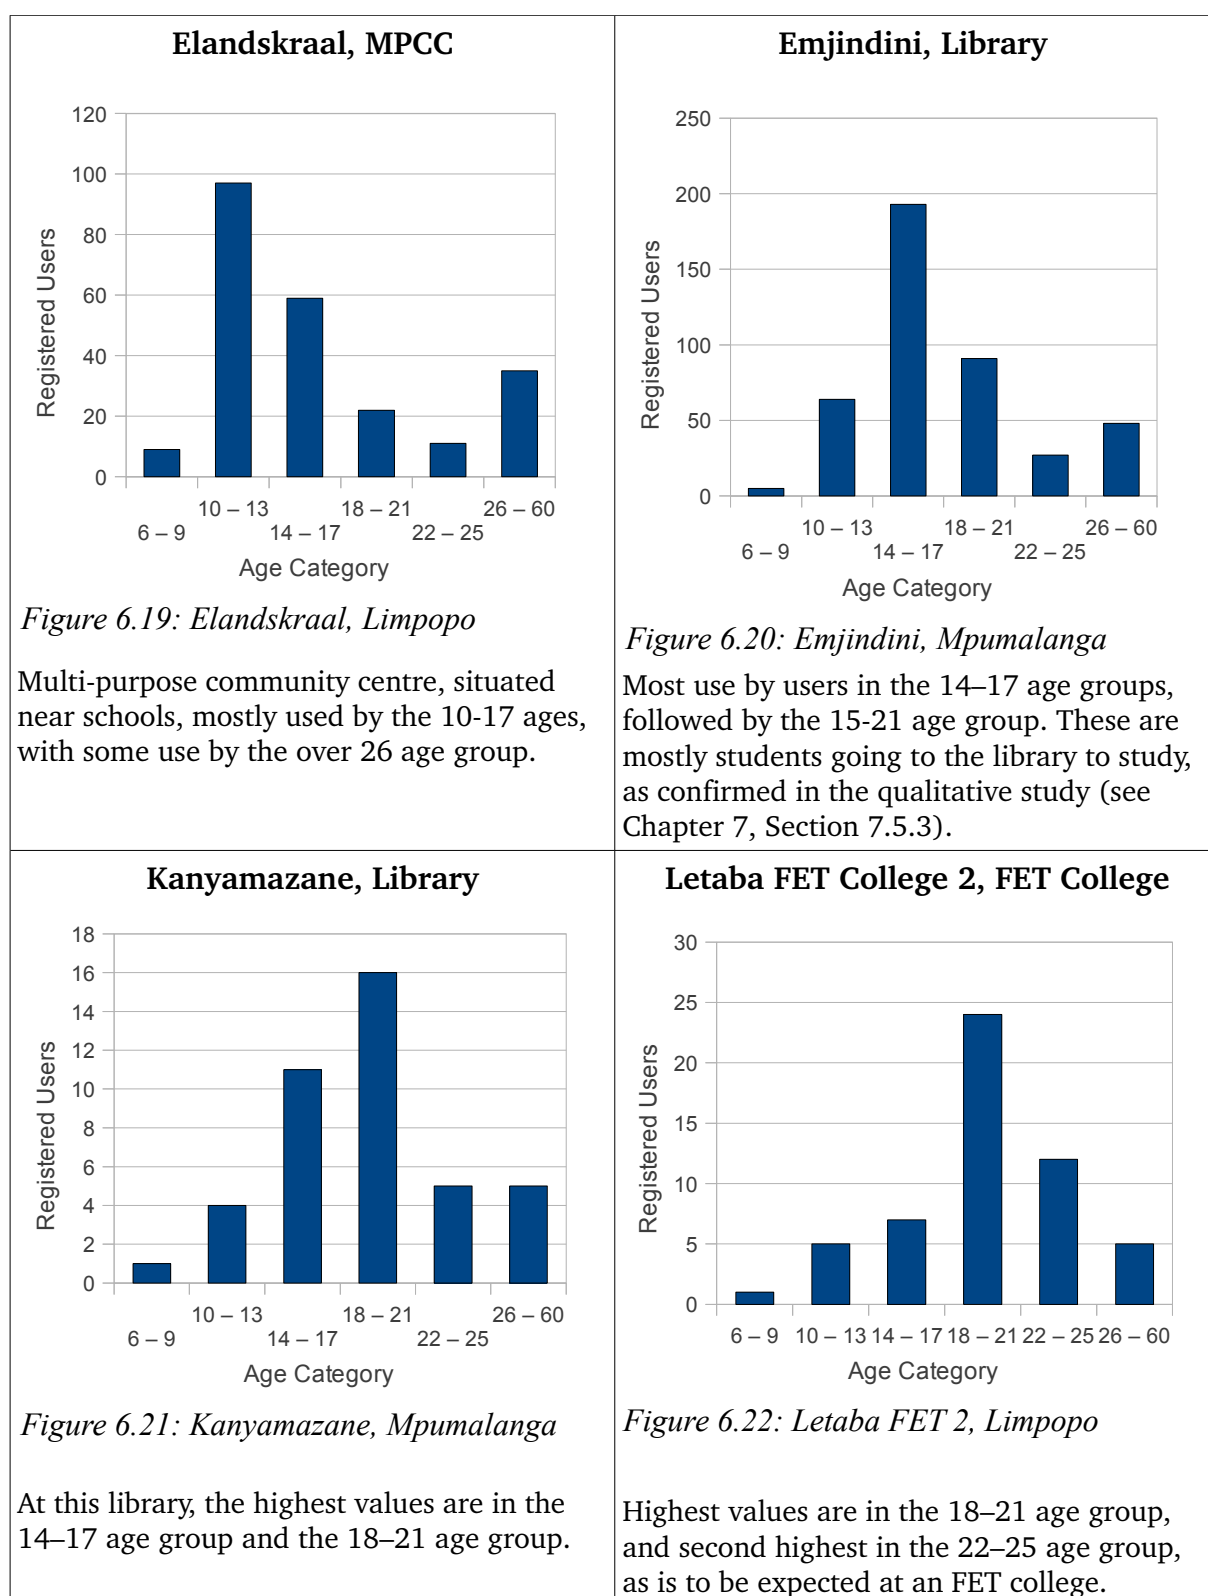 Elandskraal, MPCC
120
100
80
60
40
20
0
Registered Users
10 – 13 18 – 21 26 – 60
6 – 9 14 – 17 22 – 25
Age Category
Figure 6.19: Elandskraal, Limpopo
Multi-purpose community centre, situated
near schools, mostly used by the 10-17 ages,
with some use by the over 26 age group.
Emjindini, Library
250
200
150
100
50
0
Registered Users
10 – 13 18 – 21 26 – 60
6 – 9 14 – 17 22 – 25
Age Category
Figure 6.20: Emjindini, Mpumalanga
Most use by users in the 14–17 age groups,
followed by the 15-21 age group. These are
mostly students going to the library to study,
as confirmed in the qualitative study (see
Chapter 7, Section 7.5.3).
Kanyamazane, Library
18
16
14
12
10
8
6
4
2
0
Registered Users
10 – 13 18 – 21 26 – 60
6 – 9 14 – 17 22 – 25
Age Category
Figure 6.21: Kanyamazane, Mpumalanga
At this library, the highest values are in the
14–17 age group and the 18–21 age group.
Letaba FET College 2, FET College
30
25
20
15
10
5
0
Registered Users
6 – 9 10 – 13 14 – 17 18 – 21 22 – 25 26 – 60
Age Category
Figure 6.22: Letaba FET 2, Limpopo
Highest values are in the 18–21 age group,
and second highest in the 22–25 age group,
as is to be expected at an FET college.